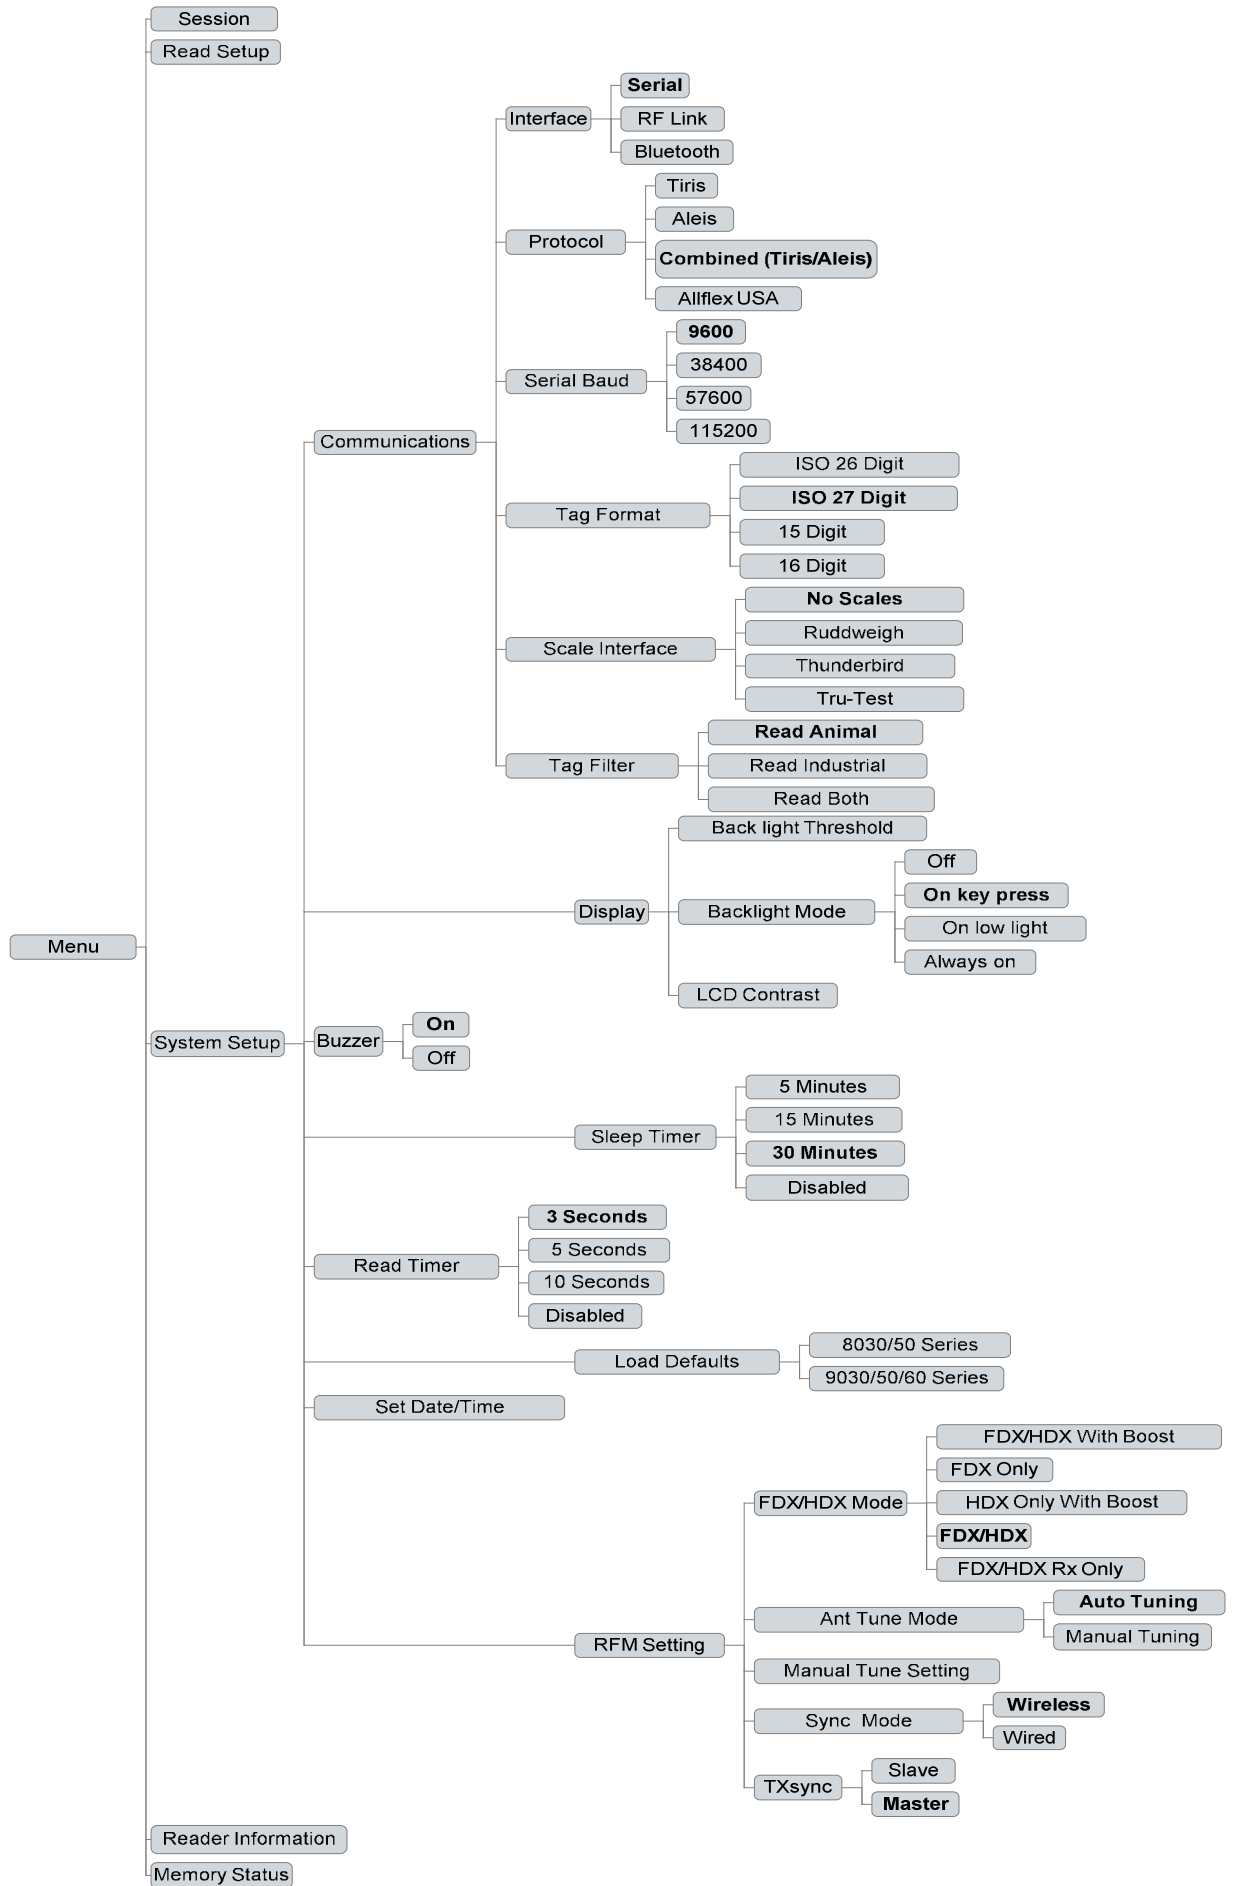 Session
Read Setup
Serial
Interface
RF Link
Bluetooth
Tiris
Aleis
Protocol
Combined (Tiris/Aleis)
Allflex USA
9600
38400
Serial Baud
57600
115200
Communications
ISO 26 Digit
ISO 27 Digit
Tag Format
15 Digit
16 Digit
No Scales
Ruddweigh
Scale Interface
Thunderbird
Tru-Test
Read Animal
Tag Filter
Read Industrial
Read Both
Back light Threshold
Off
On key press
Display
Backlight Mode
On low light
Menu
Always on
LCD Contrast
On
System Setup
Buzzer
Off
5 Minutes
15 Minutes
Sleep Timer
30 Minutes
Disabled
3 Seconds
5 Seconds
Read Timer
10 Seconds
Disabled
8030/50 Series
Load Defaults
9030/50/60 Series
Set Date/Time
FDX/HDX With Boost
FDX Only
FDX/HDX Mode
HDX Only With Boost
FDX/HDX
FDX/HDX Rx Only
Auto Tuning
Ant Tune Mode
Manual Tuning
RFM Setting
Manual Tune Setting
Wireless
Sync Mode
Wired
Slave
TXsync
Master
Reader Information
Memory Status